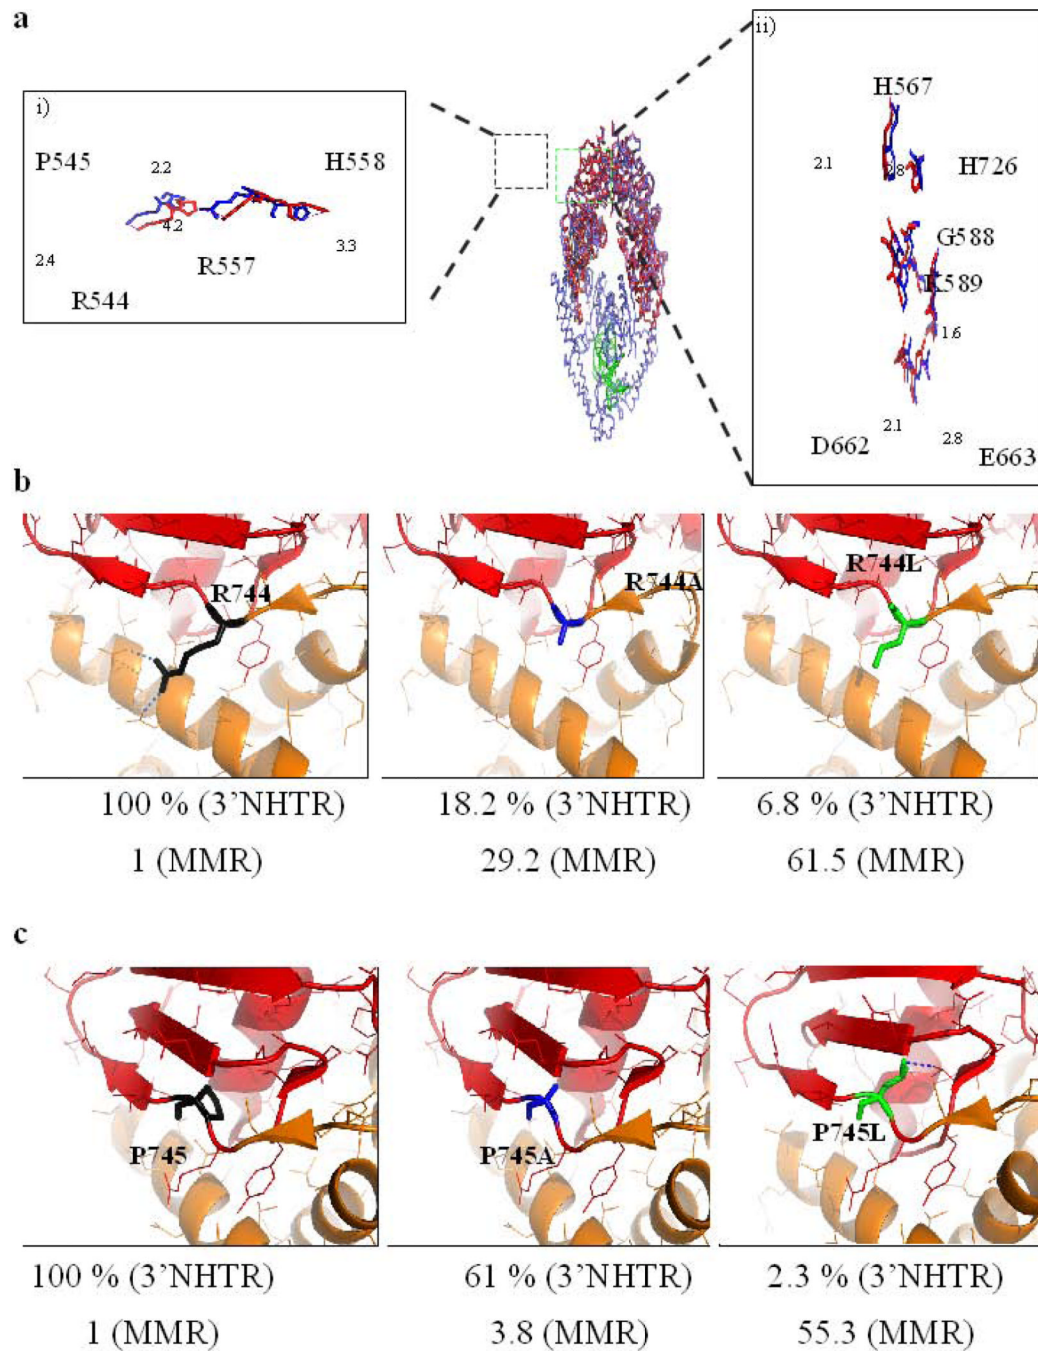 a
i)
P545
2.2
H558
4.2
2.4
R557
3.3
R544
ii)
H567
2.1
2.8
H726
G588
K589
1.6
2.1
D662
2.8
E663
b
R744
R744A
R744L
100 % (3’NHTR)
18.2 % (3’NHTR)
6.8 % (3’NHTR)
1 (MMR)
29.2 (MMR)
61.5 (MMR)
c
P745
P745A
P745L
100 % (3’NHTR)
61 % (3’NHTR)
2.3 % (3’NHTR)
1 (MMR)
3.8 (MMR)
55.3 (MMR)